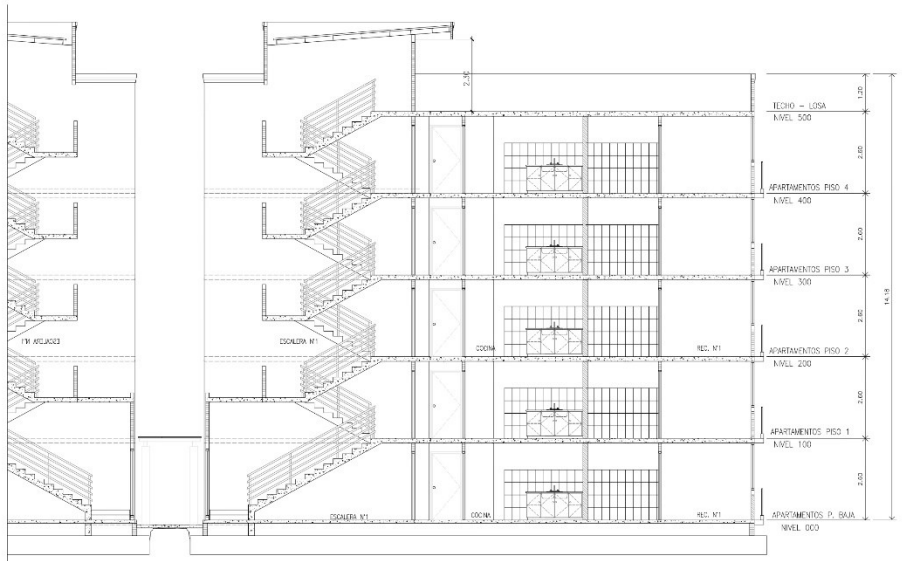 1.20
TECHO - LOSA
NIVEL 500
2.60
APARTAMENTOS PISO 4
NIVEL 400
2.60
APARTAMENTOS PISO 3
NIVEL 300
14.18
2.60
ESCALERA N°1
ESCALERA N°1
COCINA
REC. N°1
APARTAMENTOS PISO 2
NIVEL 200
2.60
APARTAMENTOS PISO 1
NIVEL 100
2.60
ESCALERA N°1
COCINA
REC. N°1
APARTAMENTOS P. BAJA
NIVEL 000